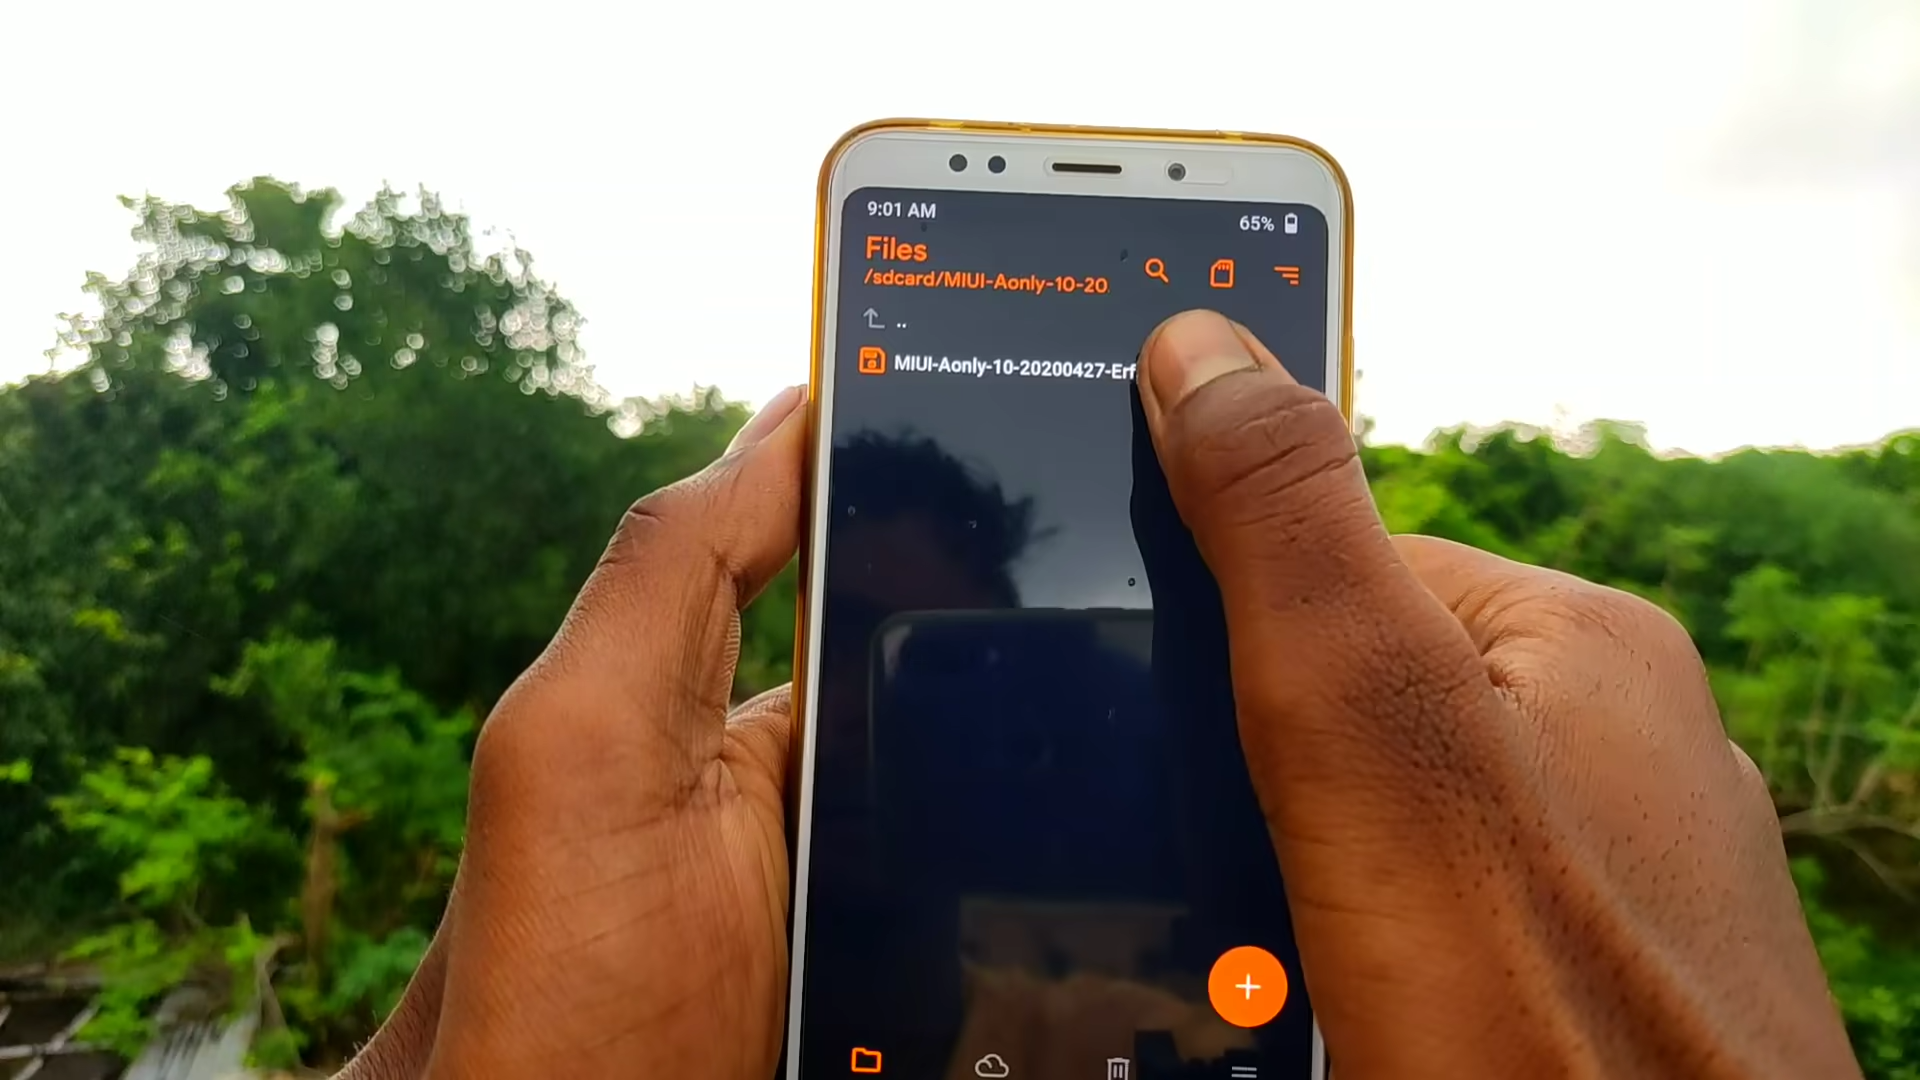 9:01 AM
65%
Files
/sdcard/MIUI-Aonly-10-20
..
MIUI-Aonly-10-20200427-Erf